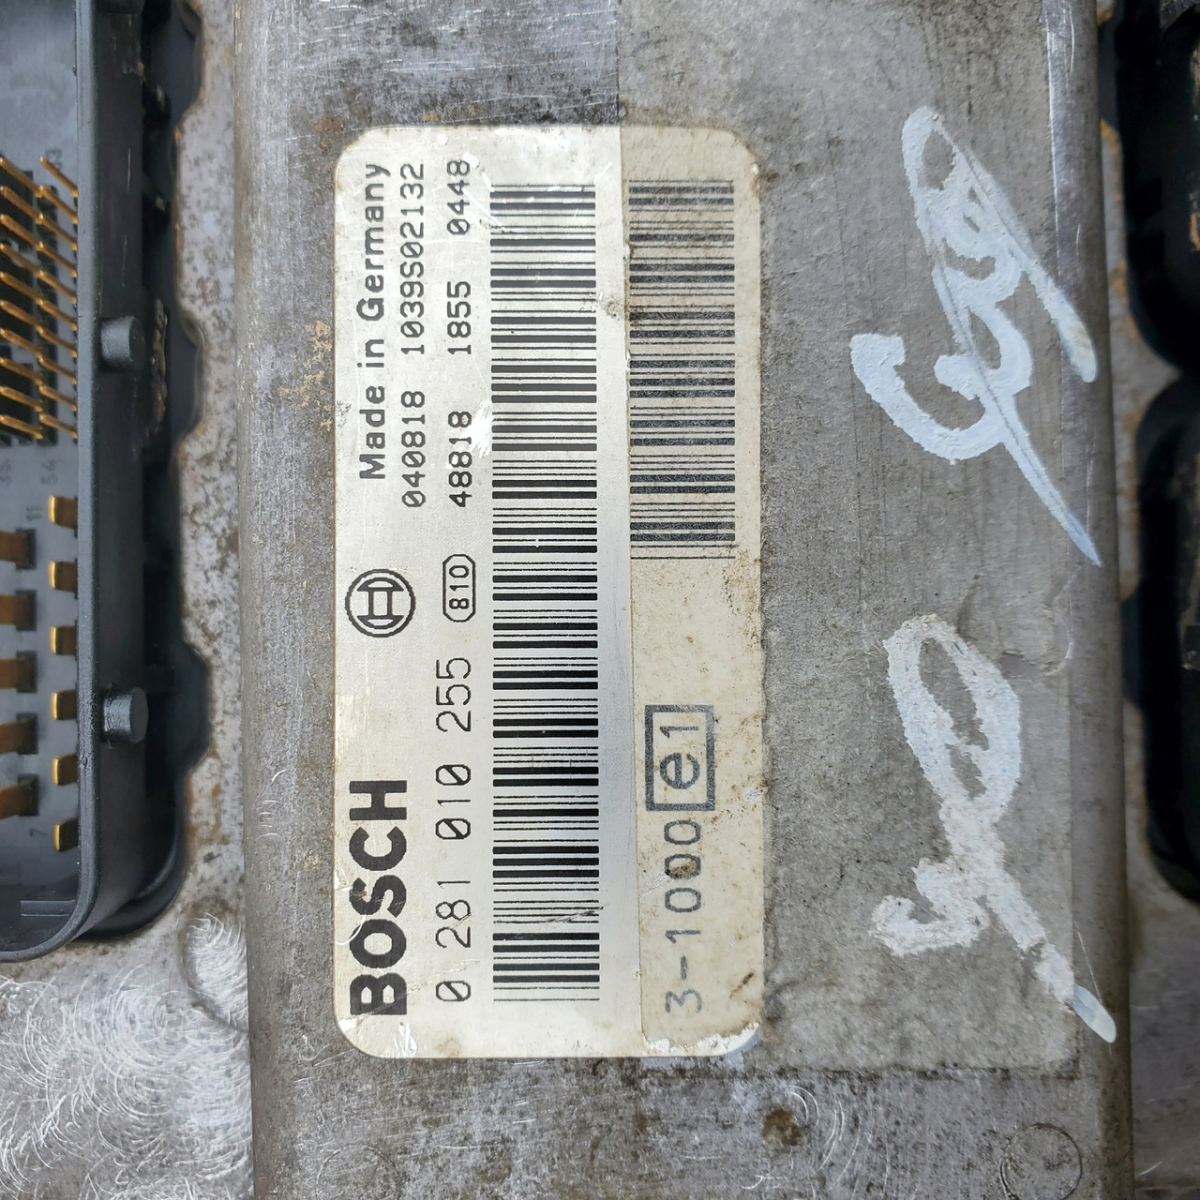 Made in Germany
040818 1039S02132
BOSCH
0 281 010 255 810 48818 1855 0448
3-1000 e1